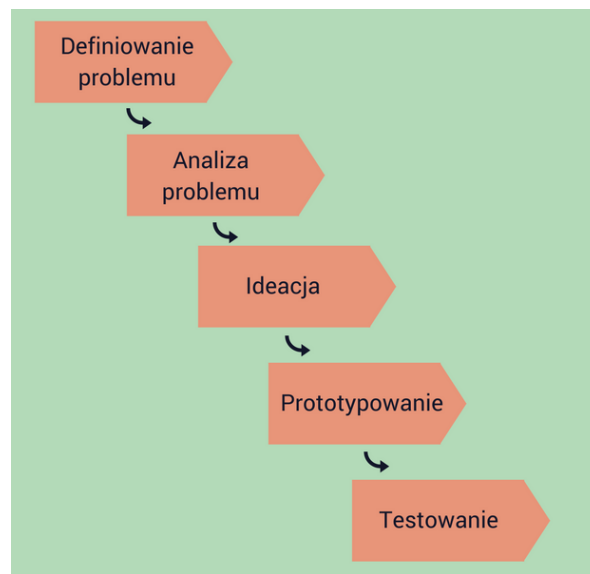 Definiowanie
problemu
Analiza
problemu
Ideacja
Prototypowanie
Testowanie